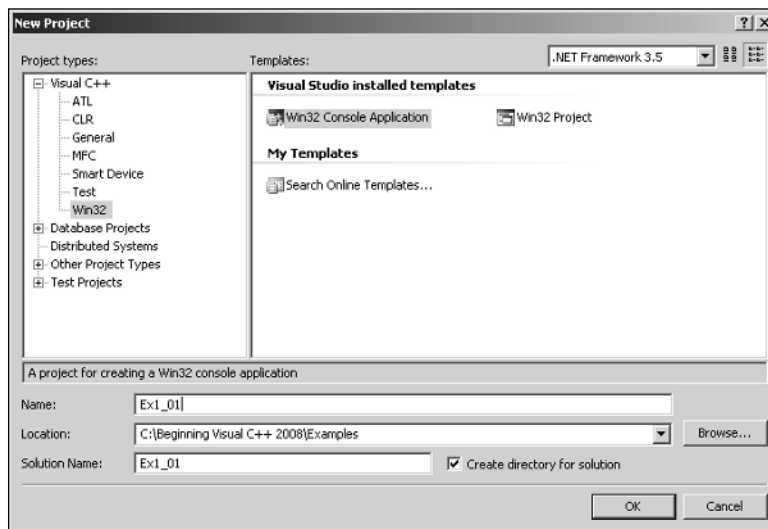 New Project
Project types:
Templates:
.NET Framework 3.5
Visual C++
ATL
CLR
General
MFC
Smart Device
Test
Win32
Database Projects
Distributed Systems
Other Project Types
Test Projects
Visual Studio installed templates
Win32 Console Application
Win32 Project
My Templates
Search Online Templates...
A project for creating a Win32 console application
Name:
Ex1_01
Location:
C:\Beginning Visual C++ 2008\Examples
Browse...
Solution Name:
Ex1_01
Create directory for solution
OK
Cancel